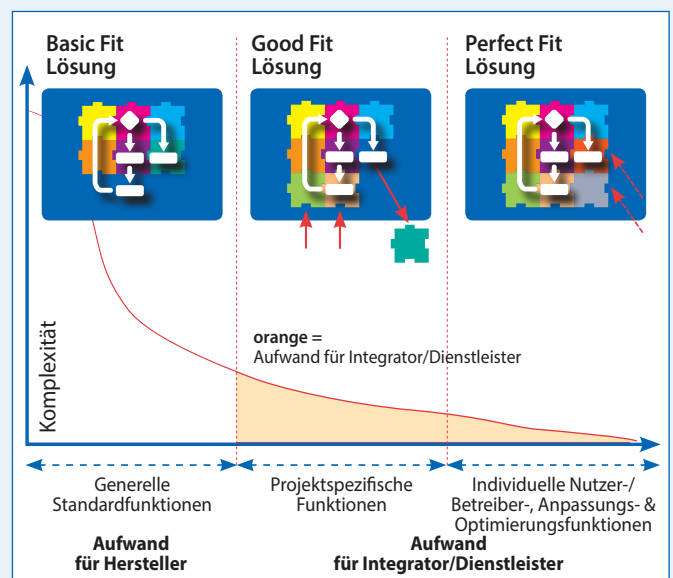 Basic Fit
Lösung
Good Fit
Lösung
Perfect Fit
Lösung
Komplexität
orange =
Aufwand für Integrator/Dienstleister
Generelle
Standardfunktionen
Projektspezifische
Funktionen
Individuelle Nutzer-/
Betreiber-, Anpassungs- &
Optimierungsfunktionen
Aufwand
für Hersteller
Aufwand
für Integrator/Dienstleister